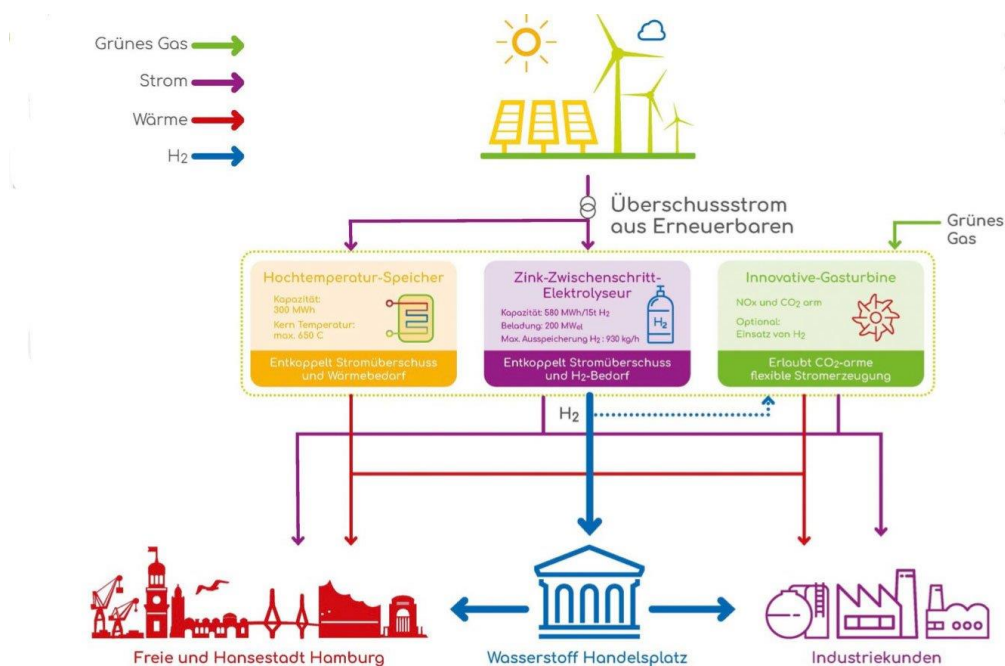 Grünes Gas
Strom
Wärme
H₂
Überschussstrom
aus Erneuerbaren
Grünes
Gas
Hochtemperatur-Speicher
Kapazität:
300 MWh
Kern Temperatur:
max. 650 C
Entkoppelt Stromüberschuss
und Wärmebedarf
Zink-Zwischenschritt-
Elektrolyseur
Kapazität: 580 MWh/15t H₂
Beladung: 200 MWₑₗ
Max. Ausspeicherung H₂ : 930 kg/h
H₂
Entkoppelt Stromüberschuss
und H₂-Bedarf
Innovative-Gasturbine
NOx und CO₂ arm
Optional:
Einsatz von H₂
Erlaubt CO₂-arme
flexible Stromerzeugung
H₂
Freie und Hansestadt Hamburg
Wasserstoff Handelsplatz
Industriekunden